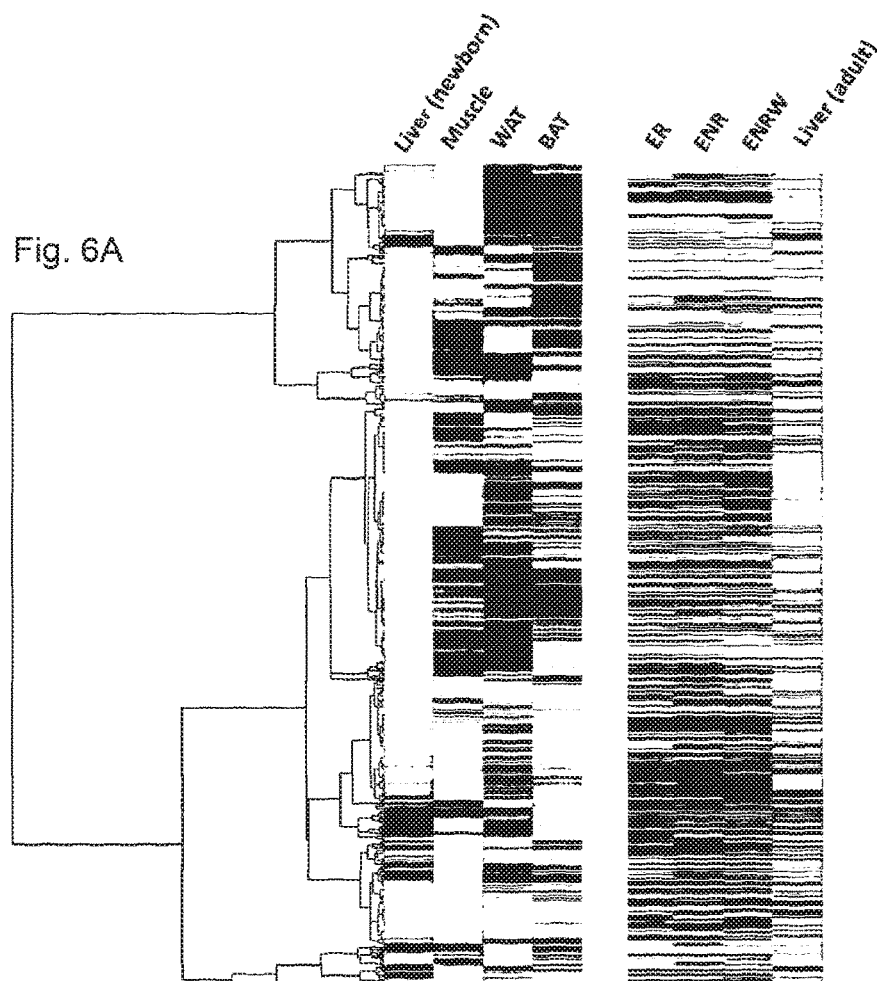 Fig. 6A
Liver (newborn)
Muscle
WAT
BAT
ER
ENR
ENRW
Liver (adult)